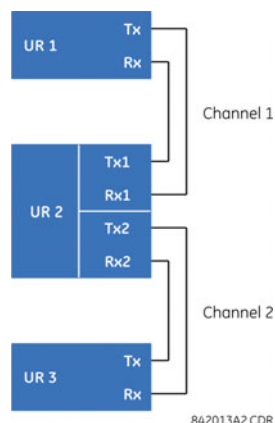 Tx
UR 1
Rx
Channel 1
Tx1
Rx1
UR 2
Tx2
Rx2
Channel 2
Tx
UR 3
Rx
842013A2.CDR